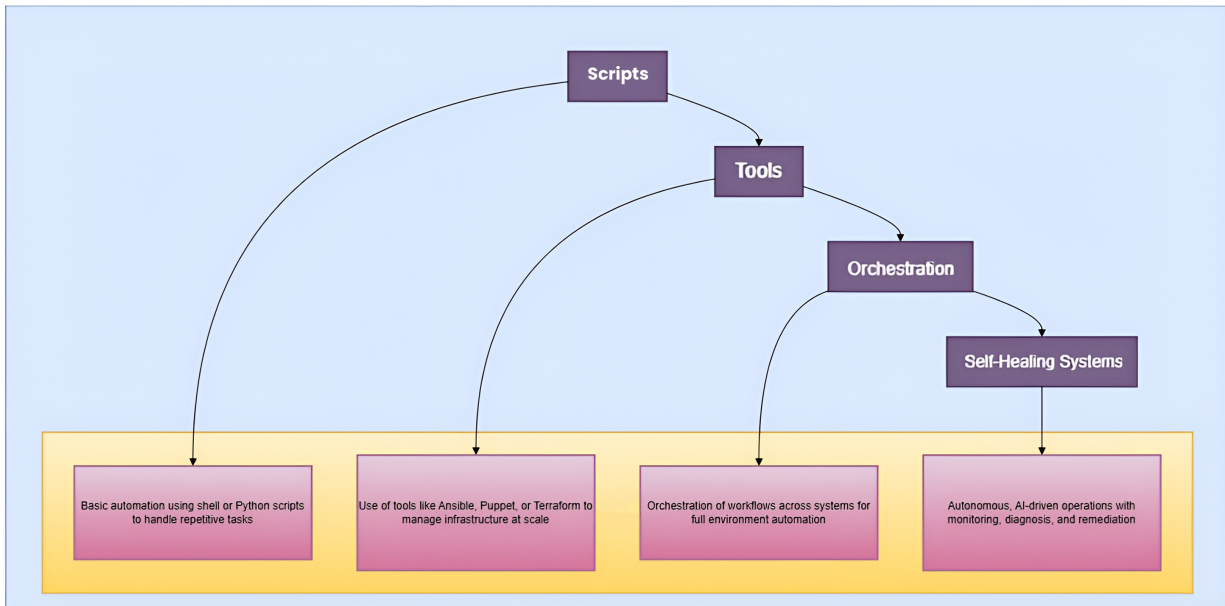 Scripts
Tools
Orchestration
Self-Healing Systems
Basic automation using shell or Python scripts
to handle repetitive tasks
Use of tools like Ansible, Puppet, or Terraform to
manage infrastructure at scale
Orchestration of workflows across systems for
full environment automation
Autonomous, AI-driven operations with
monitoring, diagnosis, and remediation